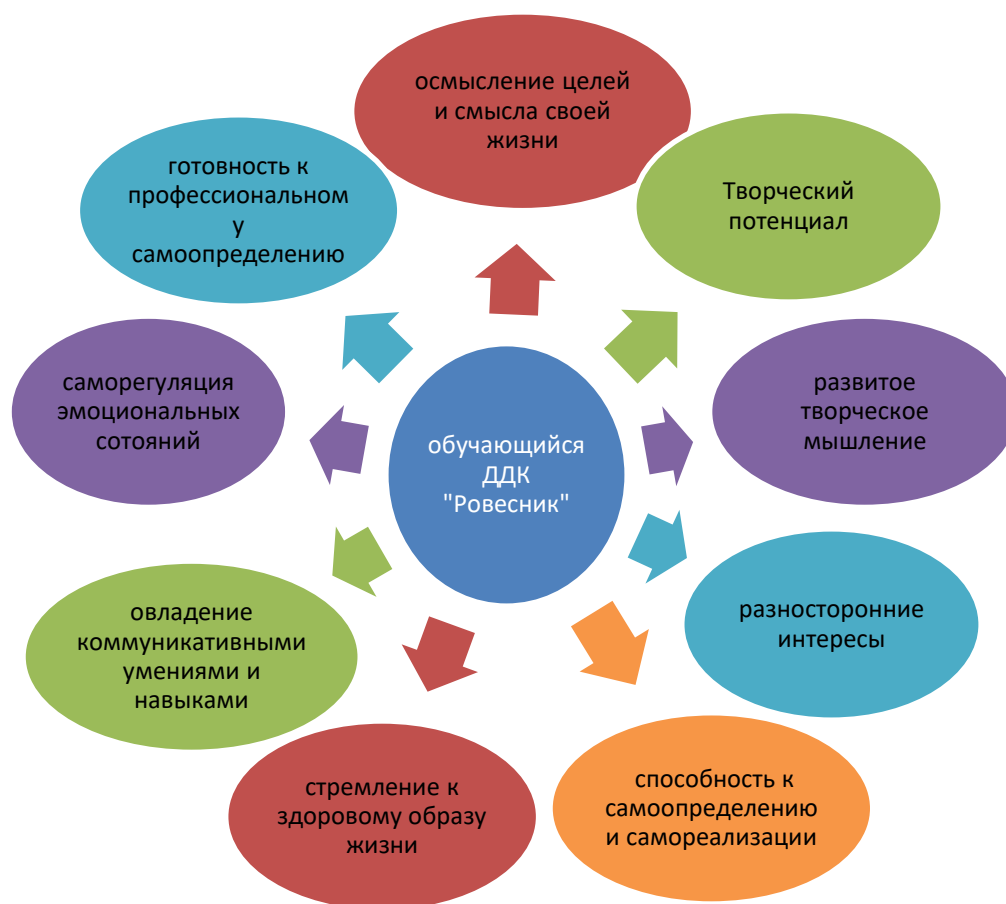 осмысление целей
и смысла своей
жизни
Творческий
потенциал
развитое
творческое
мышление
разносторонние
интересы
способность к
самоопределению
и самореализации
стремление к
здоровому образу
жизни
овладение
коммуникативными
умениями и
навыками
саморегуляция
эмоциональных
сотояний
готовность к
профессиональном
у
самоопределению
обучающийся
ДДК
"Ровесник"